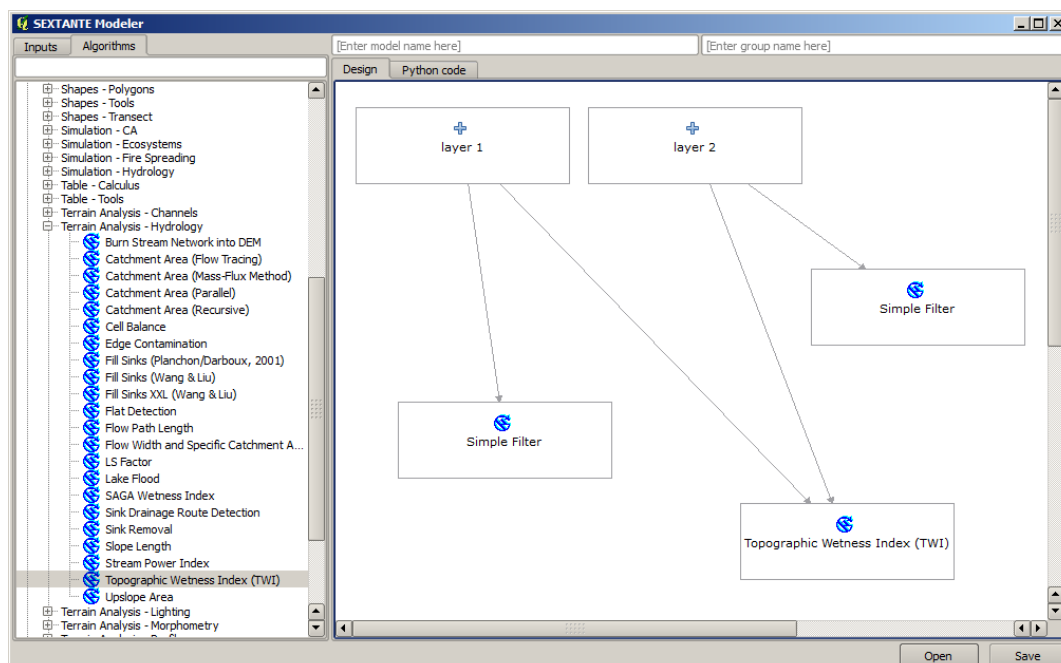 SEXTANTE Modeler
Inputs
Algorithms
[Enter model name here]
[Enter group name here]
Design
Python code
Shapes - Polygons
Shapes - Tools
Shapes - Transect
Simulation - CA
Simulation - Ecosystems
Simulation - Fire Spreading
Simulation - Hydrology
Table - Calculus
Table - Tools
Terrain Analysis - Channels
Terrain Analysis - Hydrology
Burn Stream Network into DEM
Catchment Area (Flow Tracing)
Catchment Area (Mass-Flux Method)
Catchment Area (Parallel)
Catchment Area (Recursive)
Cell Balance
Edge Contamination
Fill Sinks (Planchon/Darboux, 2001)
Fill Sinks (Wang & Liu)
Fill Sinks XXL (Wang & Liu)
Flat Detection
Flow Path Length
Flow Width and Specific Catchment A...
LS Factor
Lake Flood
SAGA Wetness Index
Sink Drainage Route Detection
Sink Removal
Slope Length
Stream Power Index
Topographic Wetness Index (TWI)
Upslope Area
Terrain Analysis - Lighting
Terrain Analysis - Morphometry
layer 1
layer 2
Simple Filter
Simple Filter
Topographic Wetness Index (TWI)
Open
Save